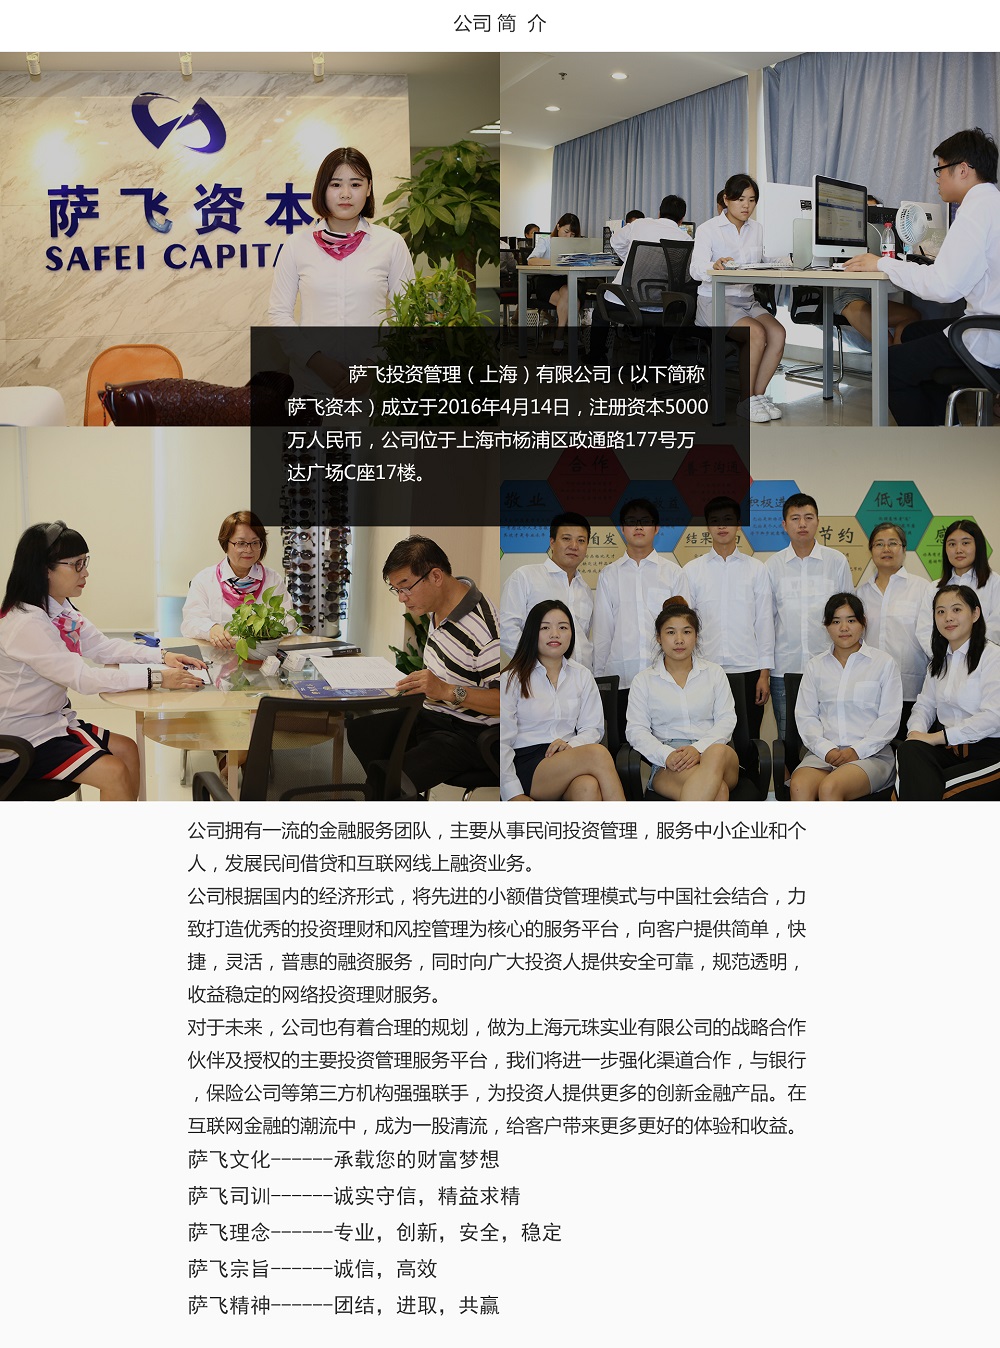 公司 简 介
萨飞资本
SAFEI CAPITA
萨飞投资管理（上海）有限公司（以下简称
萨飞资本）成立于2016年4月14日，注册资本5000
万人民币，公司位于上海市杨浦区政通路177号万
达广场C座17楼。
合作
敬业
积极进
低调
自发
结果
节约
公司拥有一流的金融服务团队，主要从事民间投资管理，服务中小企业和个
人，发展民间借贷和互联网线上融资业务。
公司根据国内的经济形式，将先进的小额借贷管理模式与中国社会结合，力
致打造优秀的投资理财和风控管理为核心的服务平台，向客户提供简单，快
捷，灵活，普惠的融资服务，同时向广大投资人提供安全可靠，规范透明，
收益稳定的网络投资理财服务。
对于未来，公司也有着合理的规划，做为上海元珠实业有限公司的战略合作
伙伴及授权的主要投资管理服务平台，我们将进一步强化渠道合作，与银行
，保险公司等第三方机构强强联手，为投资人提供更多的创新金融产品。在
互联网金融的潮流中，成为一股清流，给客户带来更多更好的体验和收益。
萨飞文化------承载您的财富梦想
萨飞司训------诚实守信，精益求精
萨飞理念------专业，创新，安全，稳定
萨飞宗旨------诚信，高效
萨飞精神------团结，进取，共赢